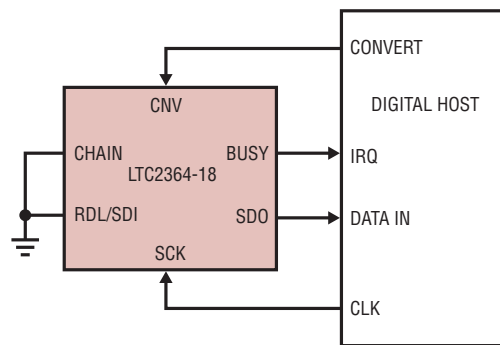 CONVERT
CNV
DIGITAL HOST
CHAIN
BUSY
IRQ
LTC2364-18
RDL/SDI
SDO
DATA IN
SCK
CLK